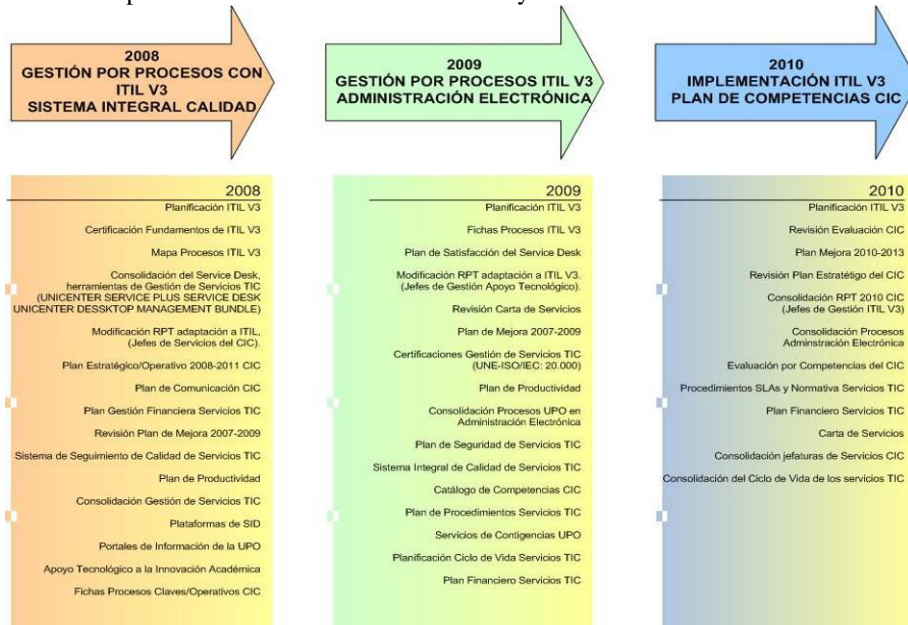 2008
GESTIÓN POR PROCESOS CON
ITIL V3
SISTEMA INTEGRAL CALIDAD
2009
GESTIÓN POR PROCESOS ITIL V3
ADMINISTRACIÓN ELECTRÓNICA
2010
IMPLEMENTACIÓN ITIL V3
PLAN DE COMPETENCIAS CIC
2008
Planificación ITIL V3
Certificación Fundamentos de ITIL V3
Mapa Procesos ITIL V3
Consolidación del Service Desk,
herramientas de Gestión de Servicios TIC
(UNICENTER SERVICE PLUS SERVICE DESK
UNICENTER DESSKTOP MANAGEMENT BUNDLE)
Modificación RPT adaptación a ITIL,
(Jefes de Servicios del CIC).
Plan Estratégico/Operativo 2008-2011 CIC
Plan de Comunicación CIC
Plan Gestión Financiera Servicios TIC
Revisión Plan de Mejora 2007-2009
Sistema de Seguimiento de Calidad de Servicios TIC
Plan de Productividad
Consolidación Gestión de Servicios TIC
Plataformas de SID
Portales de Información de la UPO
Apoyo Tecnológico a la Innovación Académica
Fichas Procesos Claves/Operativos CIC
2009
Planificación ITIL V3
Fichas Procesos ITIL V3
Plan de Satisfacción del Service Desk
Modificación RPT adaptación a ITIL V3.
(Jefes de Gestión Apoyo Tecnológico).
Revisión Carta de Servicios
Plan de Mejora 2007-2009
Certificaciones Gestión de Servicios TIC
(UNE-ISO/IEC: 20.000)
Plan de Productividad
Consolidación Procesos UPO en
Administración Electrónica
Plan de Seguridad de Servicios TIC
Sistema Integral de Calidad de Servicios TIC
Catálogo de Competencias CIC
Plan de Procedimientos Servicios TIC
Servicios de Contigencias UPO
Planificación Ciclo de Vida Servicios TIC
Plan Financiero Servicios TIC
2010
Planificación ITIL V3
Revisión Evaluación CIC
Plan Mejora 2010-2013
Revisión Plan Estratétigo del CIC
Consolidación RPT 2010 CIC
(Jefes de Gestión ITIL V3)
Consolidación Procesos
Adminstración Electrónica
Evaluación por Competencias del CIC
Procedimientos SLAs y Normativa Servicios TIC
Plan Financiero Servicios TIC
Carta de Servicios
Consolidación jefaturas de Servicios CIC
Consolidación del Ciclo de Vida de los servicios TIC